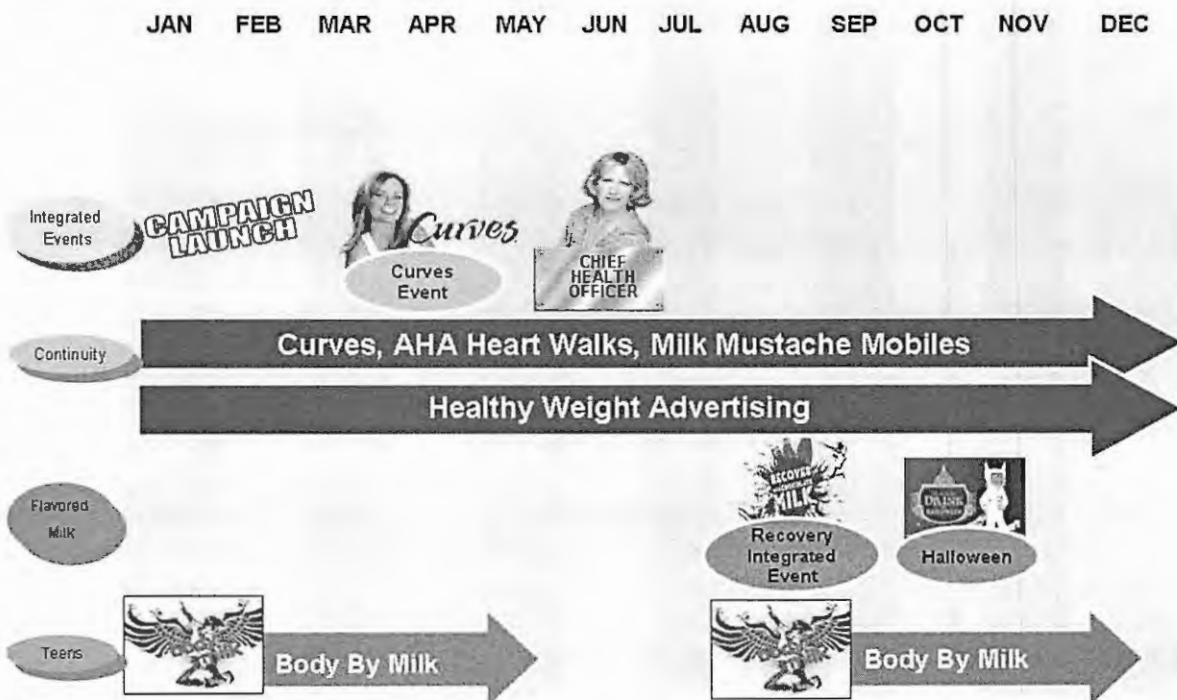 JAN FEB MAR APR MAY JUN JUL AUG SEP OCT NOV DEC
Integrated
Events
CAMPAIGN
LAUNCH
Curves
Curves
Event
CHIEF
HEALTH
OFFICER
Continuity
Curves, AHA Heart Walks, Milk Mustache Mobiles
Healthy Weight Advertising
Flavored
Milk
RECOVER
MILK
Recovery
Integrated
Event
DRINK
Halloween
Teens
Body By Milk
Body By Milk